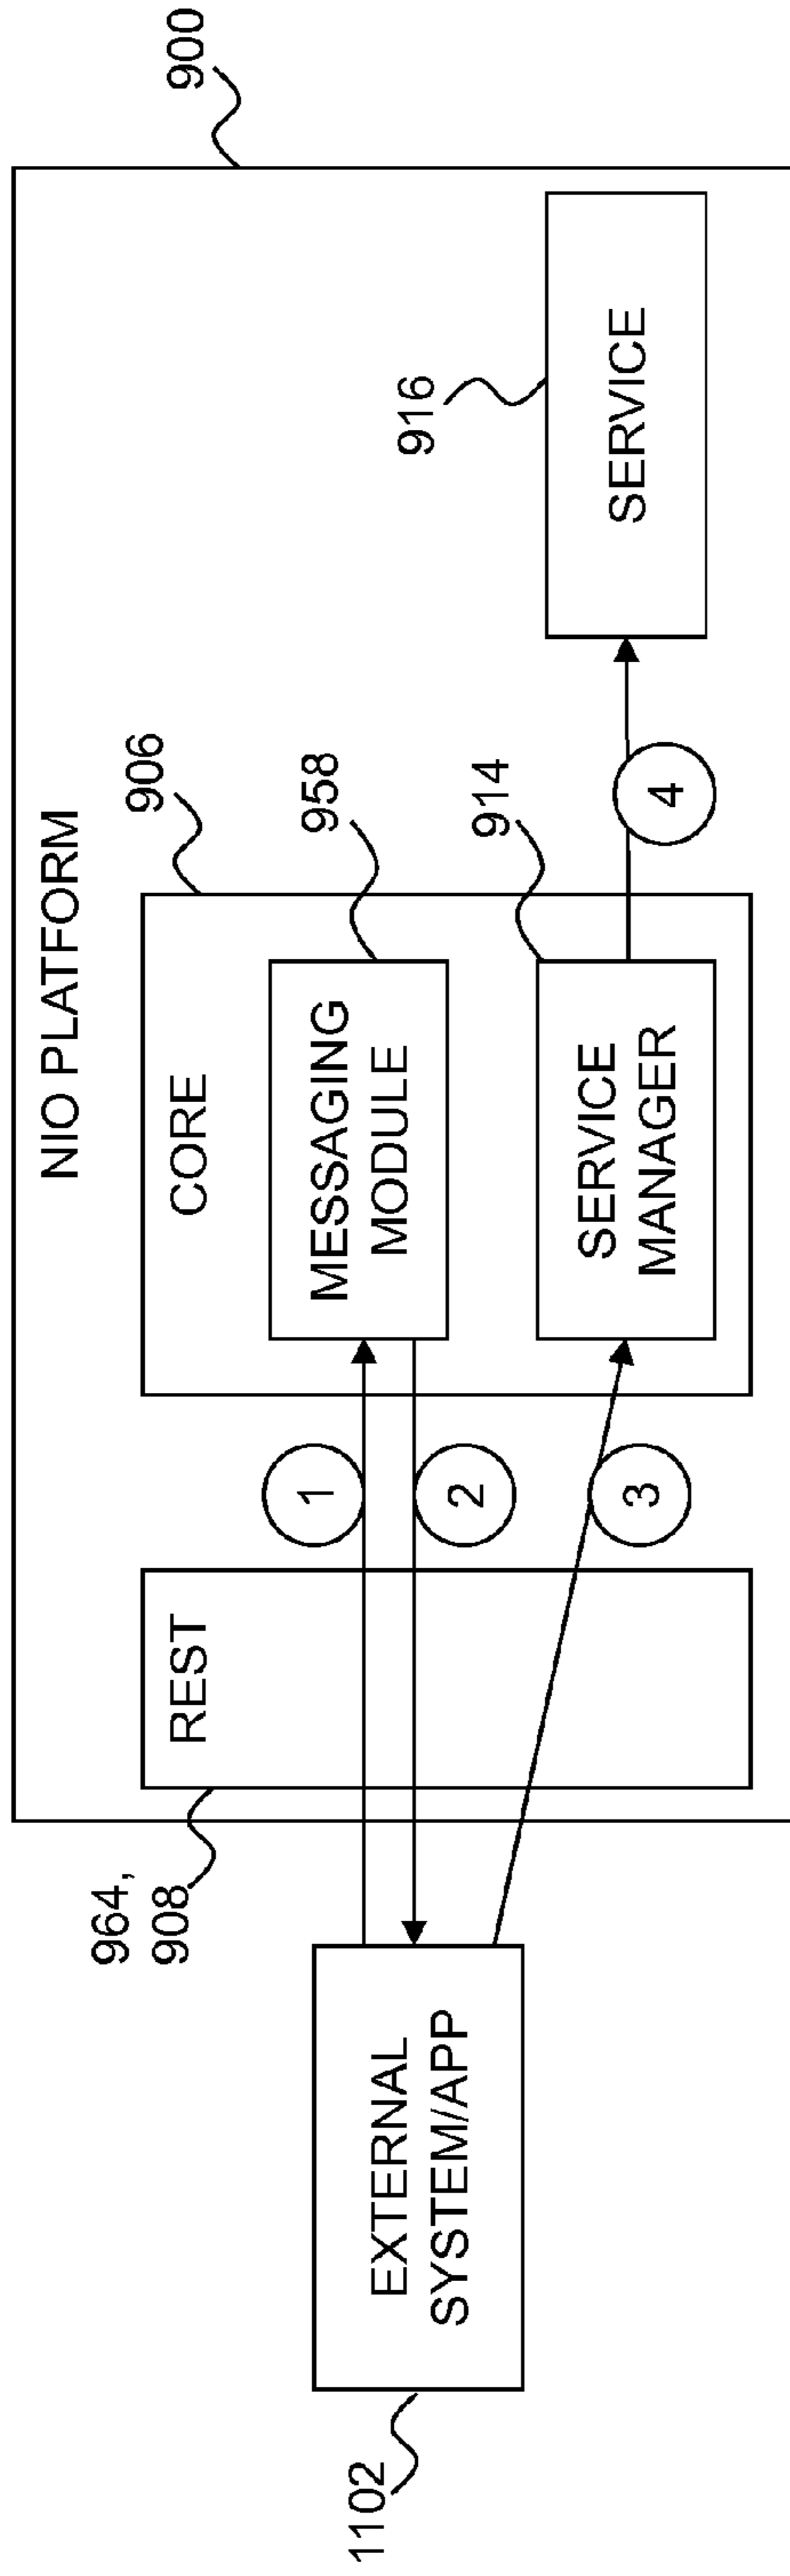 900
NIO PLATFORM
906
CORE
958
MESSAGING
MODULE
914
SERVICE
MANAGER
916
SERVICE
REST
964,
908
1
2
3
4
EXTERNAL
SYSTEM/APP
1102